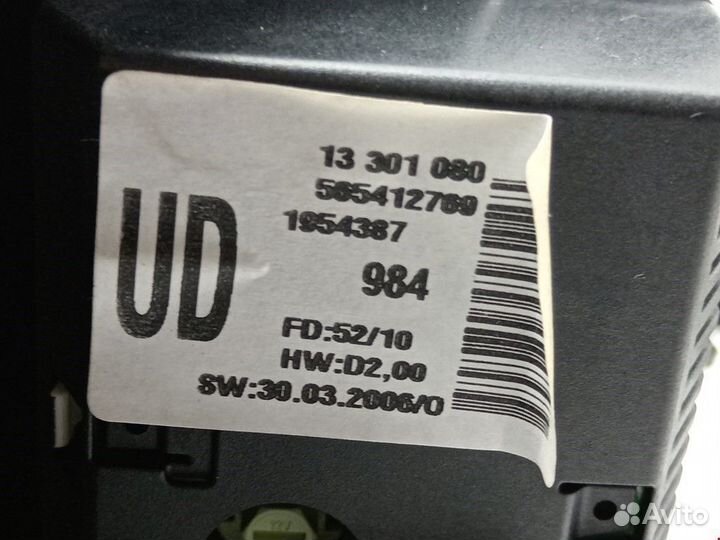 UD
13 301 080
565412769
1954387
984
FD:52/10
HW:D2,00
SW:30.03.2006/0
Avito